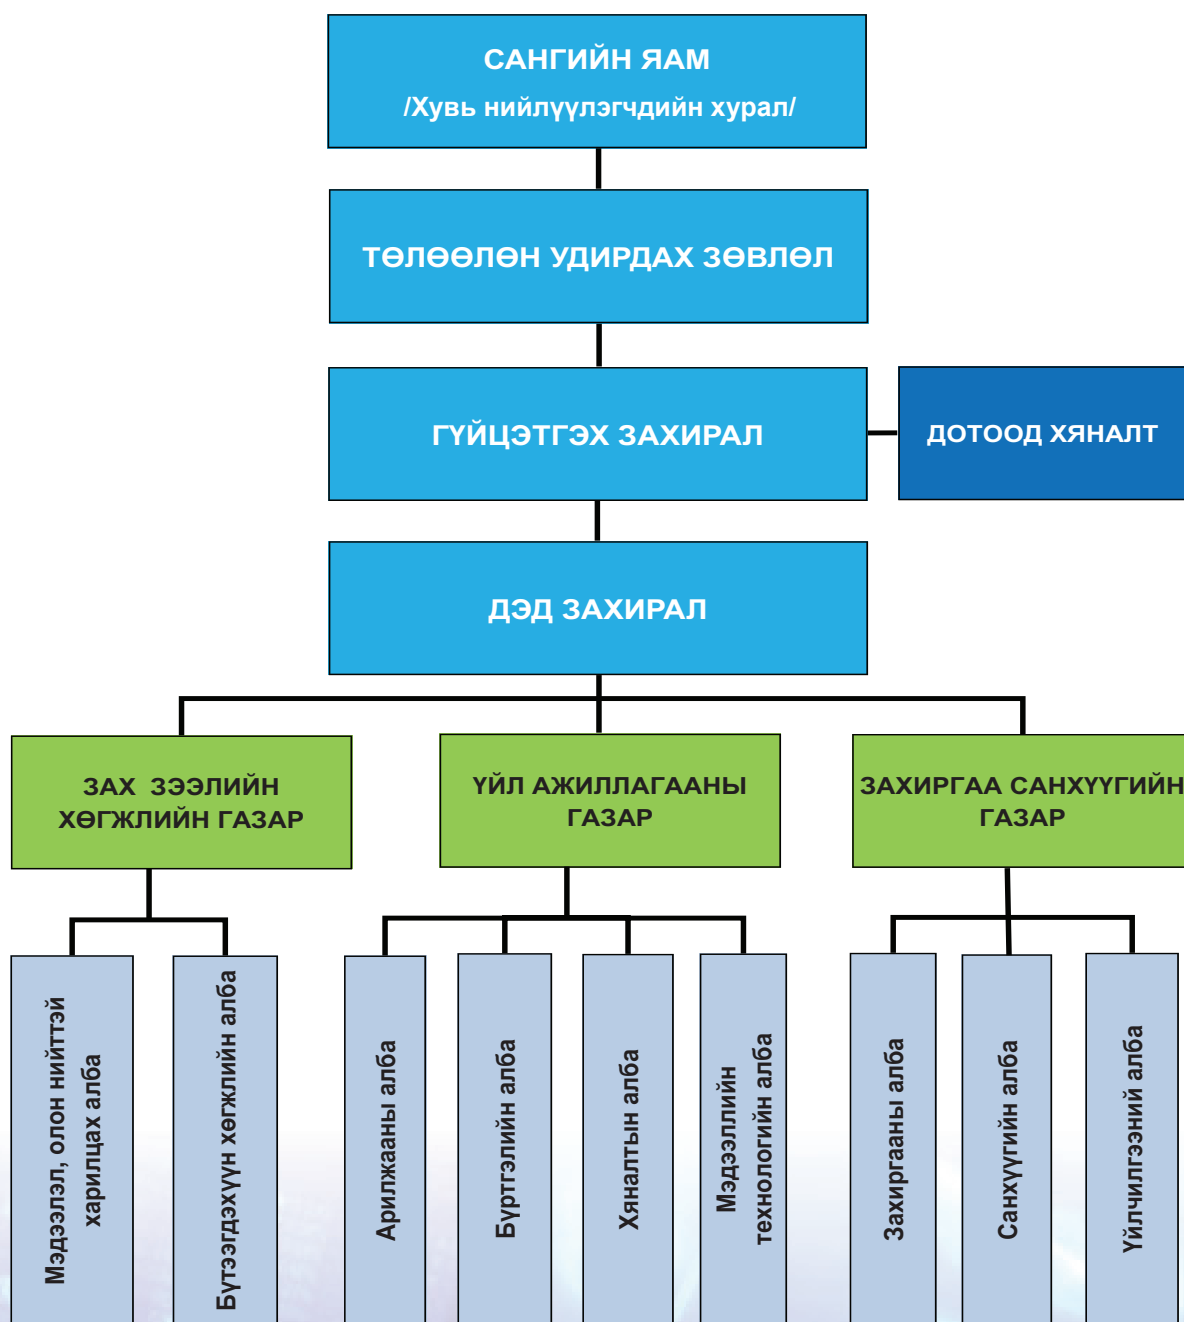 САНГИЙН ЯАМ
/Хувь нийлүүлэгчдийн хурал/
ТӨЛӨӨЛӨН УДИРДАХ ЗӨВЛӨЛ
ГҮЙЦЭТГЭХ ЗАХИРАЛ
ДОТООД ХЯНАЛТ
ДЭД ЗАХИРАЛ
ЗАХ ЗЭЭЛИЙН
ХӨГЖЛИЙН ГАЗАР
ҮЙЛ АЖИЛЛАГААНЫ
ГАЗАР
ЗАХИРГАА САНХҮҮГИЙН
ГАЗАР
Мэдээлэл, олон нийттэй
харилцах алба
Бүтээгдэхүүн хөгжлийн алба
Арилжааны алба
Бүртгэлийн алба
Хяналтын алба
Мэдээллийн
технологийн алба
Захиргааны алба
Санхүүгийн алба
Үйлчилгээний алба